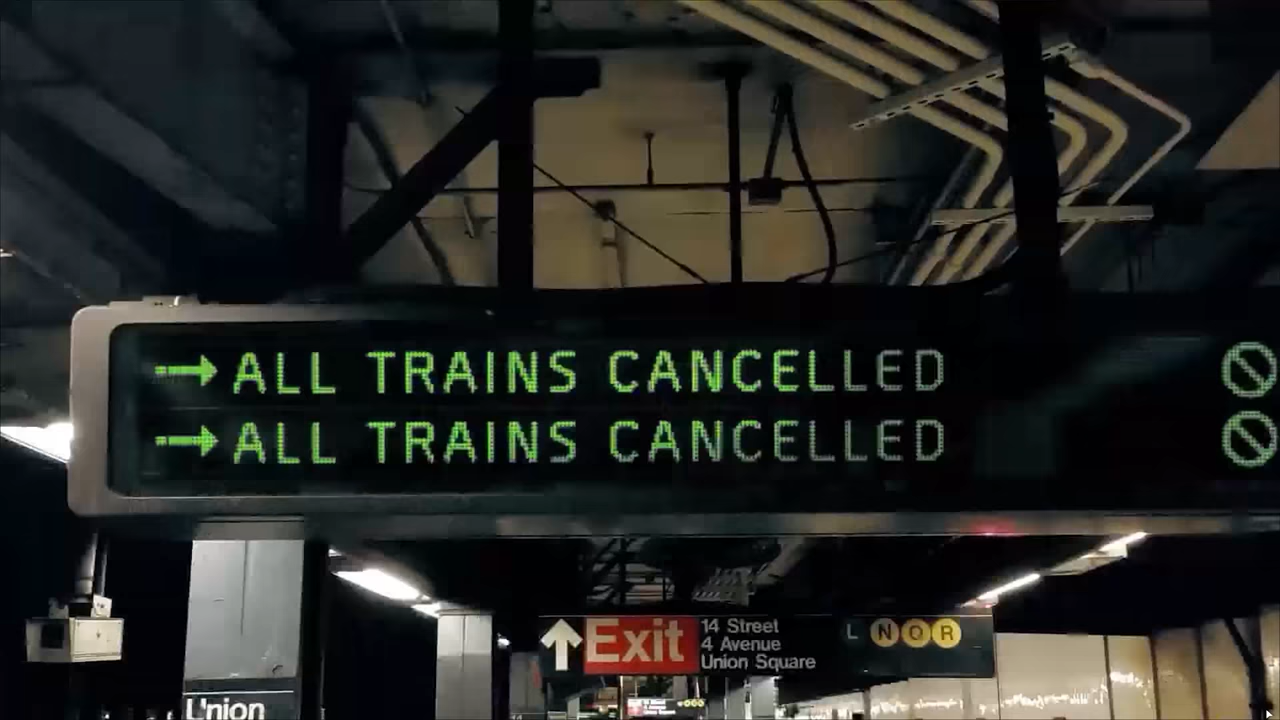 → ALL TRAINS CANCELLED
→ ALL TRAINS CANCELLED
↑ Exit
14 Street
4 Avenue
Union Square
L N Q R
Union